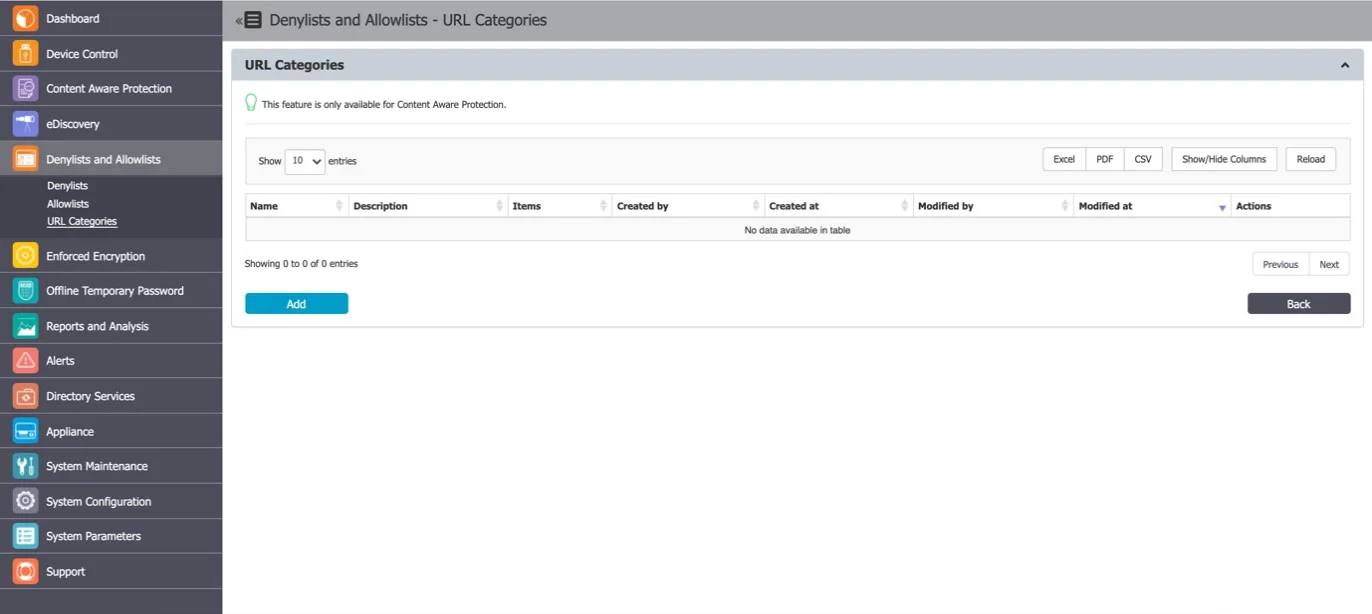 Dashboard
Device Control
Content Aware Protection
eDiscovery
Denylists and Allowlists
Denylists
Allowlists
URL Categories
Enforced Encryption
Offline Temporary Password
Reports and Analysis
Alerts
Directory Services
Appliance
System Maintenance
System Configuration
System Parameters
Support
« Denylists and Allowlists - URL Categories
URL Categories
This feature is only available for Content Aware Protection.
Show 10 entries Excel PDF CSV Show/Hide Columns Reload
Name Description Items Created by Created at Modified by Modified at Actions
No data available in table
Showing 0 to 0 of 0 entries Previous Next
Add Back